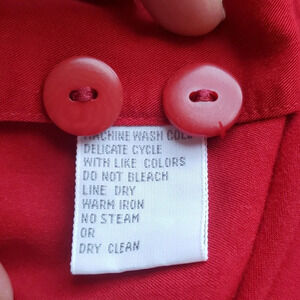 MACHINE WASH COLD
DELICATE CYCLE
WITH LIKE COLORS
DO NOT BLEACH
LINE DRY
WARM IRON
NO STEAM
OR
DRY CLEAN